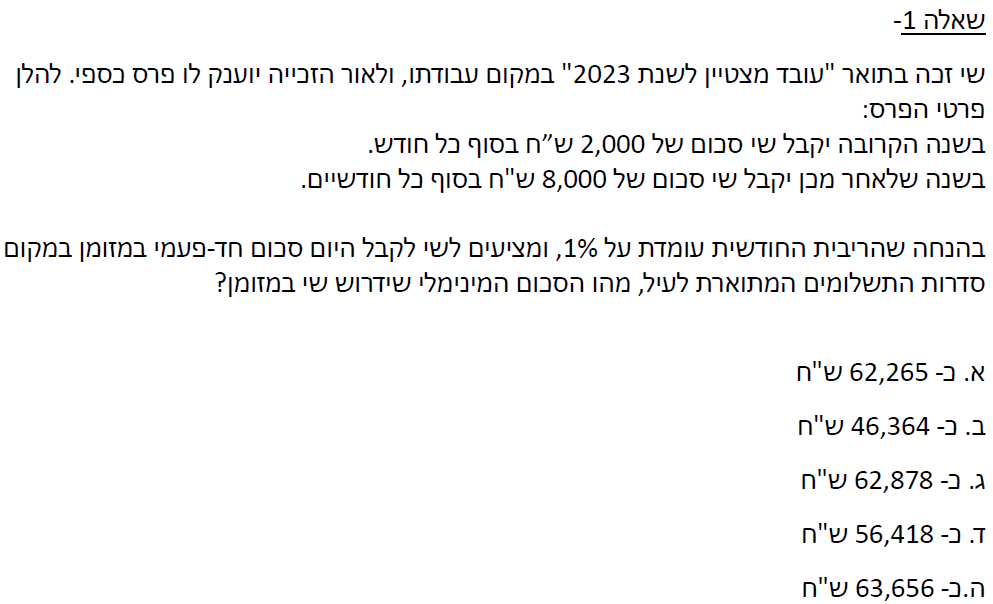 שאלה 1-
שי זכה בתואר "עובד מצטיין לשנת 2023" במקום עבודתו, ולאור הזכייה יוענק לו פרס כספי. להלן
פרטי הפרס:
בשנה הקרובה יקבל שי סכום של 2,000 ש”ח בסוף כל חודש.
בשנה שלאחר מכן יקבל שי סכום של 8,000 ש"ח בסוף כל חודשיים.
בהנחה שהריבית החודשית עומדת על 1%, ומציעים לשי לקבל היום סכום חד-פעמי במזומן במקום
סדרות התשלומים המתוארת לעיל, מהו הסכום המינימלי שידרוש שי במזומן?
א. כ- 62,265 ש"ח
ב. כ- 46,364 ש"ח
ג. כ- 62,878 ש"ח
ד. כ- 56,418 ש"ח
ה.כ- 63,656 ש"ח